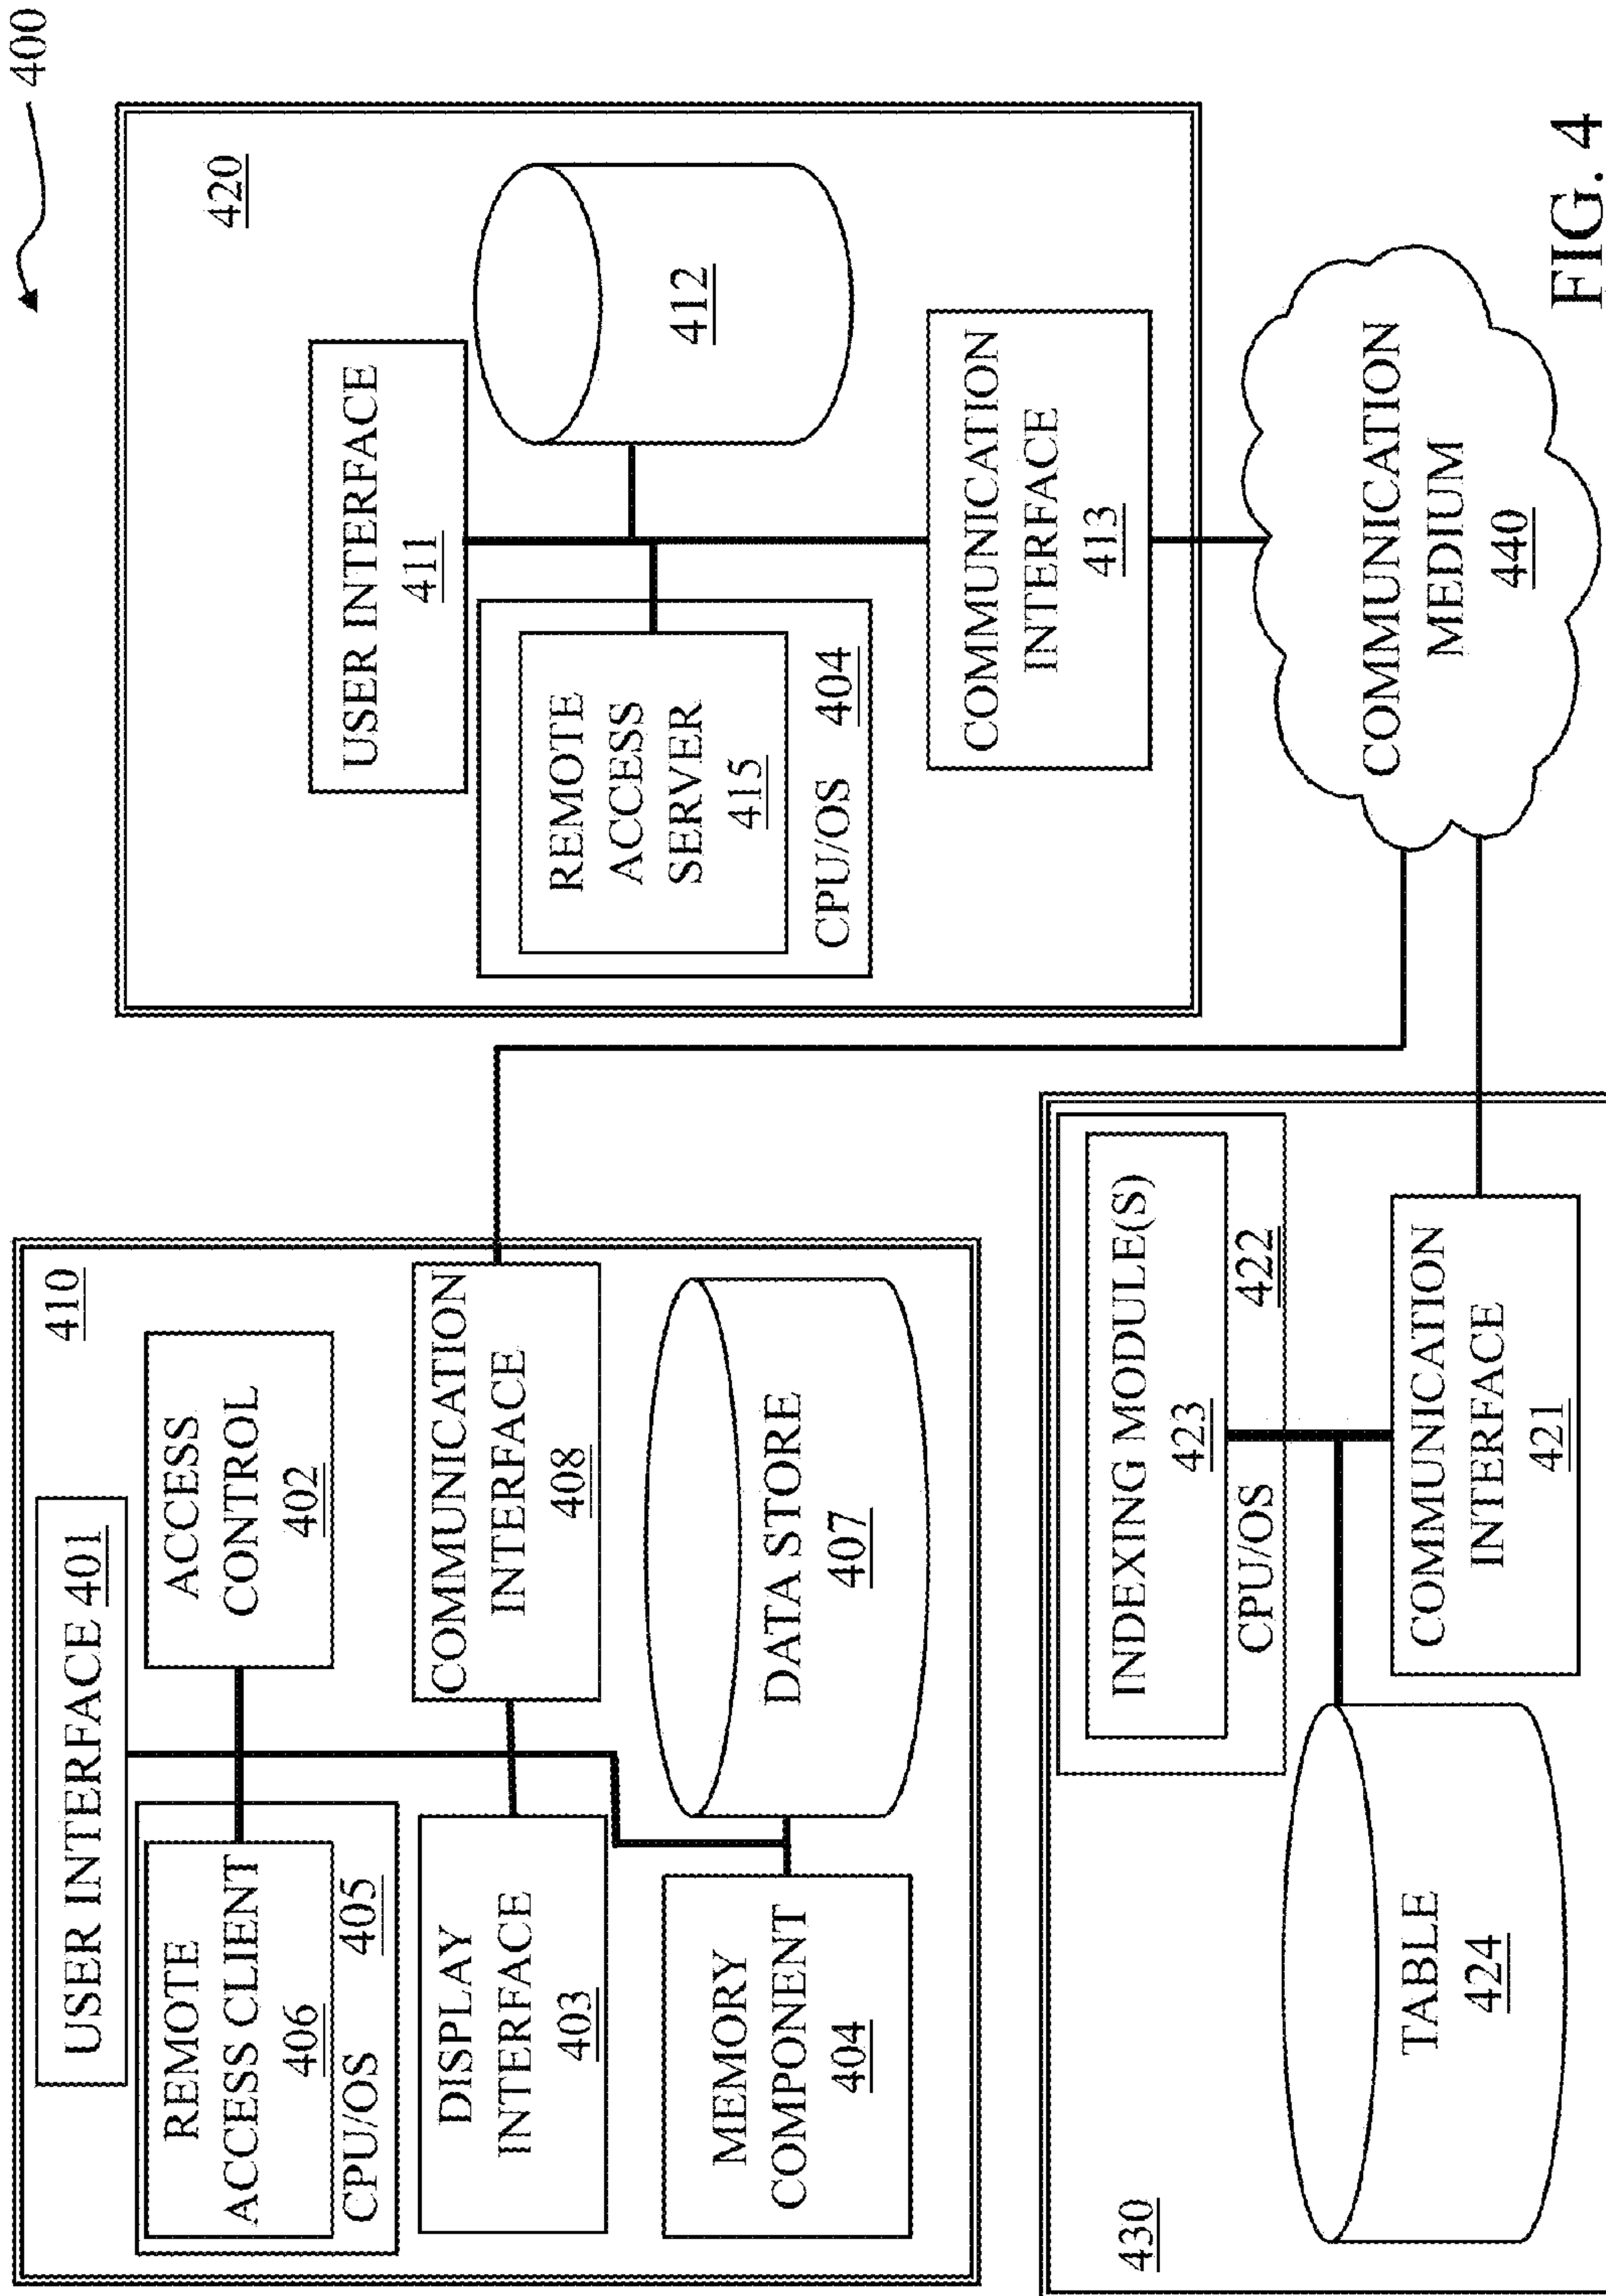 400
410
USER INTERFACE 401
REMOTE
ACCESS CLIENT
406
CPU/OS 405
ACCESS
CONTROL
402
DISPLAY
INTERFACE
403
COMMUNICATION
INTERFACE
408
MEMORY
COMPONENT
404
DATA STORE
407
420
USER INTERFACE
411
REMOTE
ACCESS
SERVER
415
CPU/OS 404
412
COMMUNICATION
INTERFACE
413
430
INDEXING MODULE(S)
423
CPU/OS 422
TABLE
424
COMMUNICATION
INTERFACE
421
COMMUNICATION
MEDIUM
440
FIG. 4